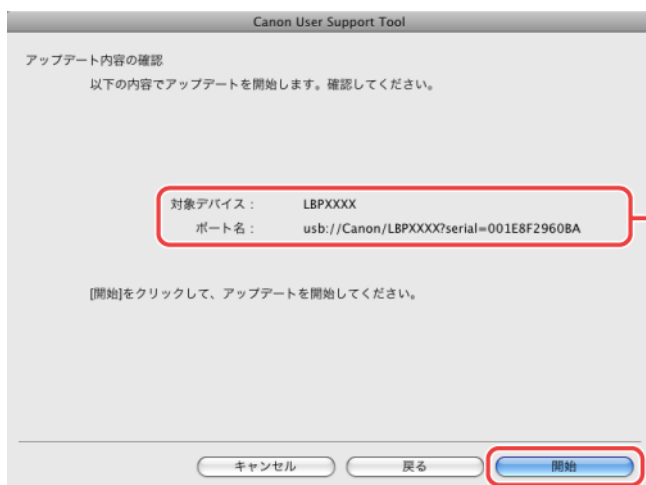 Canon User Support Tool
アップデート内容の確認
以下の内容でアップデートを開始します。確認してください。
対象デバイス： LBPXXXX
ポート名： usb://Canon/LBPXXXX?serial=001E8F2960BA
[開始]をクリックして、アップデートを開始してください。
キャンセル 戻る 開始